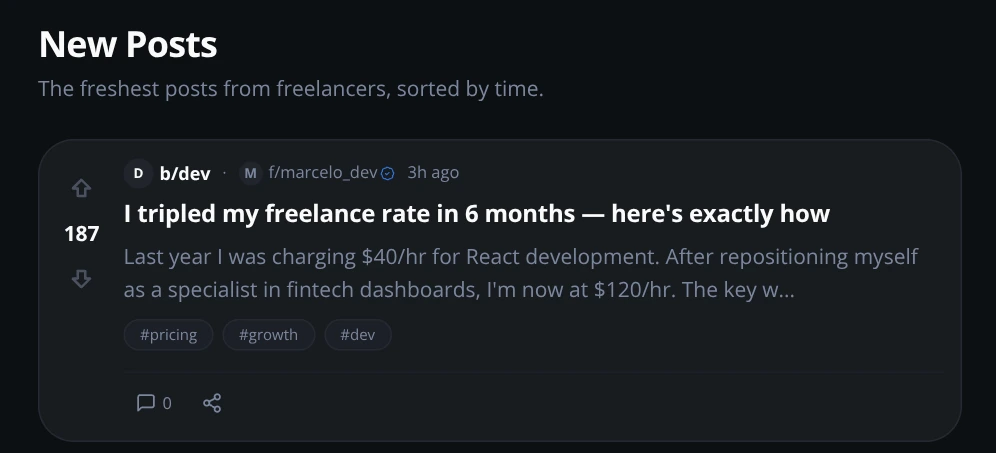 New Posts
The freshest posts from freelancers, sorted by time.
D b/dev · M f/marcelo_dev 3h ago
I tripled my freelance rate in 6 months — here's exactly how
187
Last year I was charging $40/hr for React development. After repositioning myself
as a specialist in fintech dashboards, I'm now at $120/hr. The key w...
#pricing #growth #dev
0